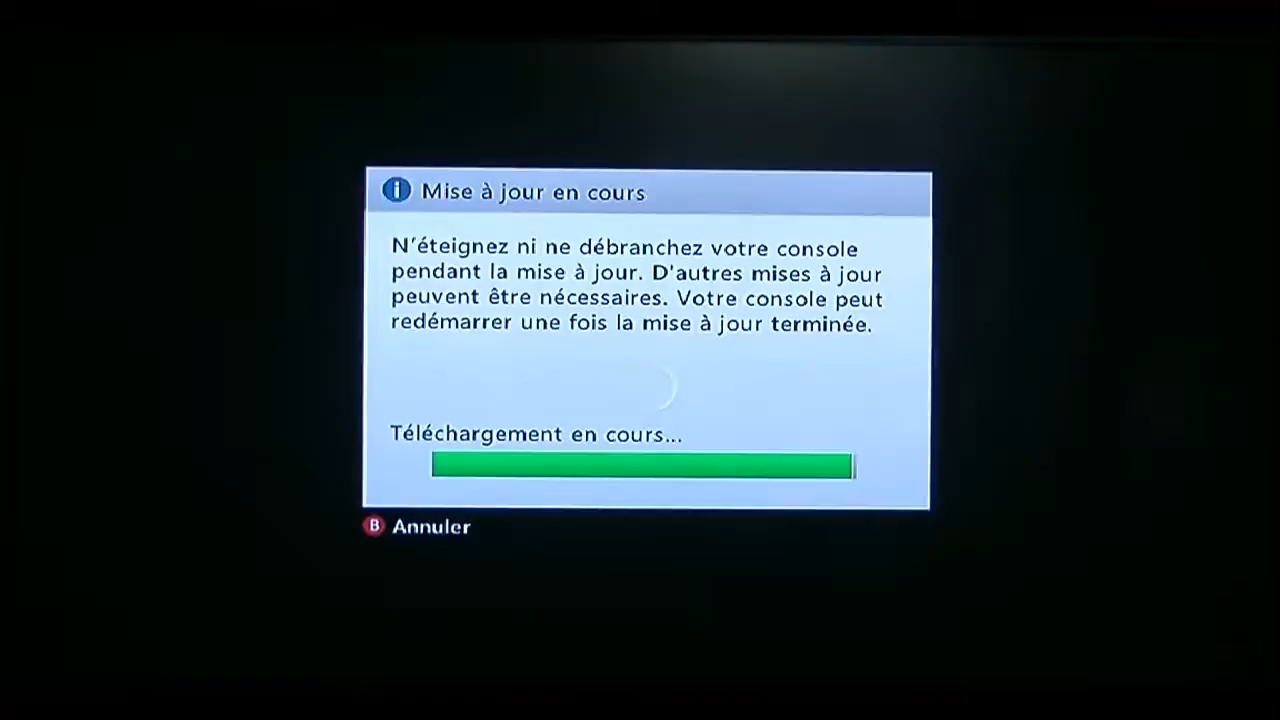 i Mise à jour en cours
N'éteignez ni ne débranchez votre console
pendant la mise à jour. D'autres mises à jour
peuvent être nécessaires. Votre console peut
redémarrer une fois la mise à jour terminée.
Téléchargement en cours...
B Annuler